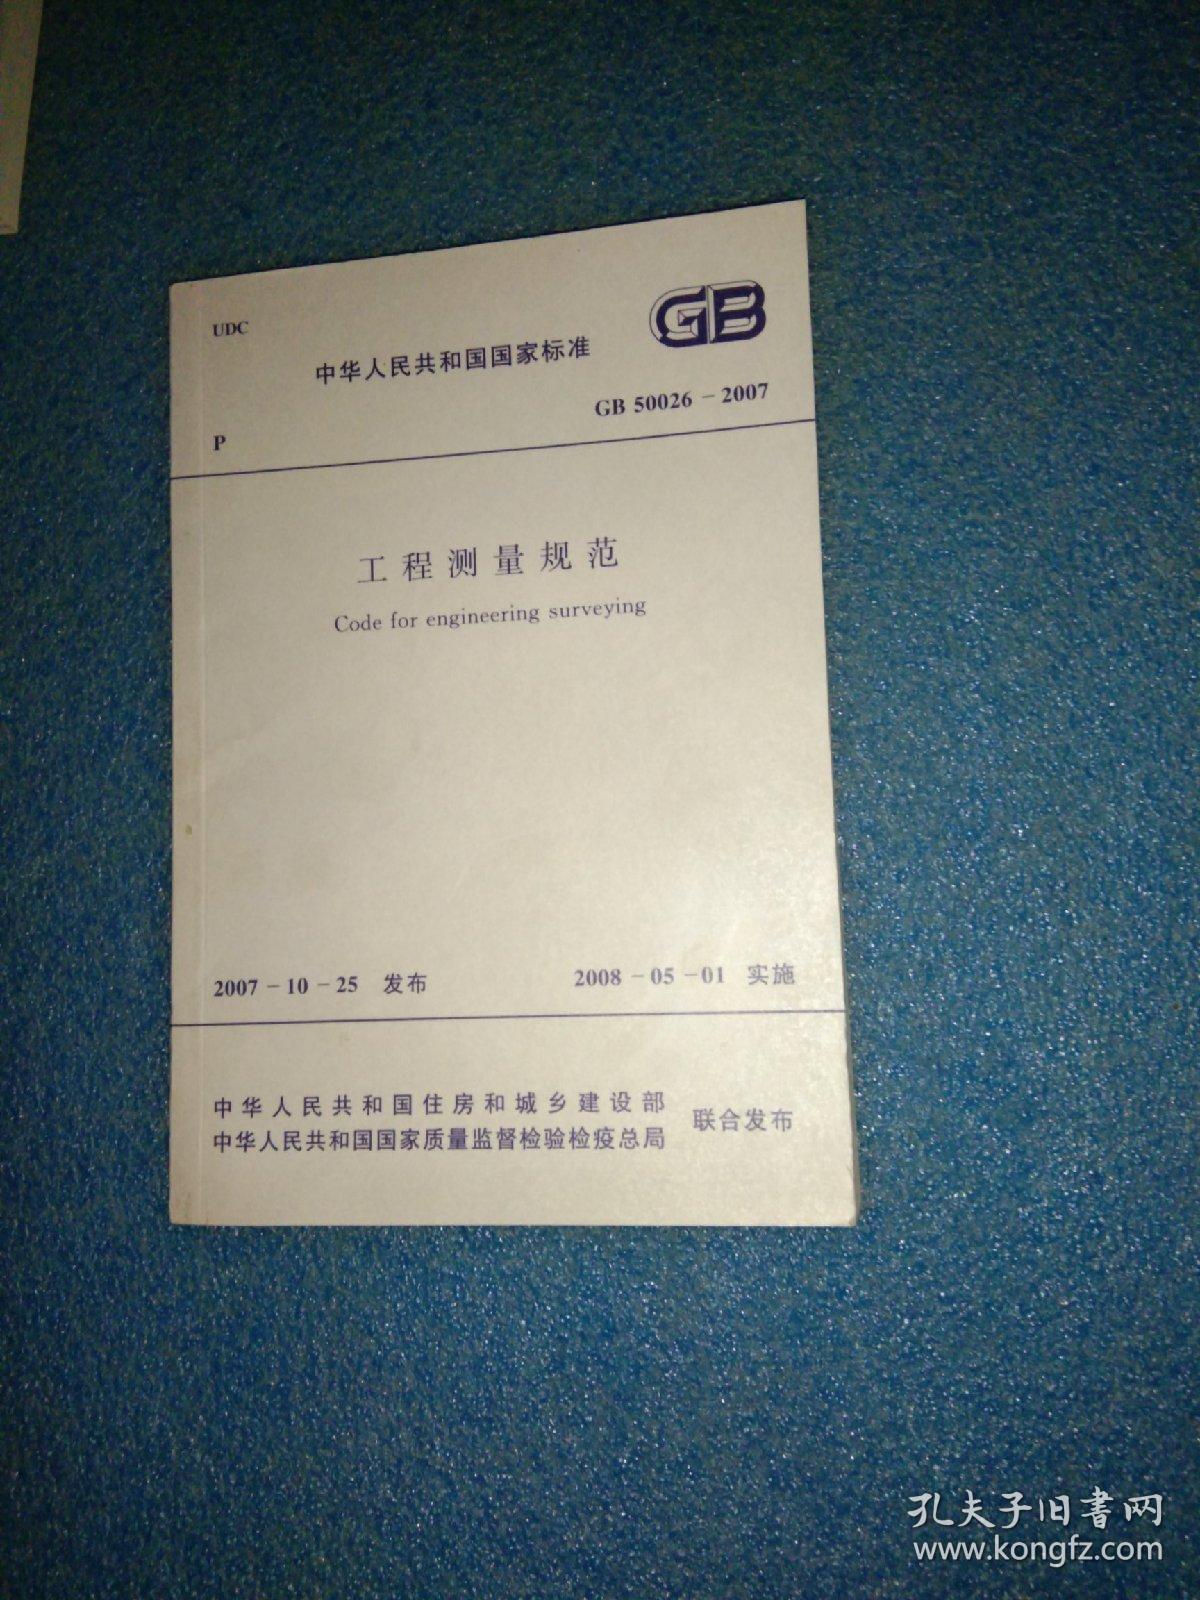 UDC
GB
中华人民共和国国家标准
GB 50026 － 2007
P
工程测量规范
Code for engineering surveying
2007 － 10 － 25 发布
2008 － 05 － 01 实施
中华人民共和国住房和城乡建设部
中华人民共和国国家质量监督检验检疫总局
联合发布
孔夫子旧書网
www.kongfz.com